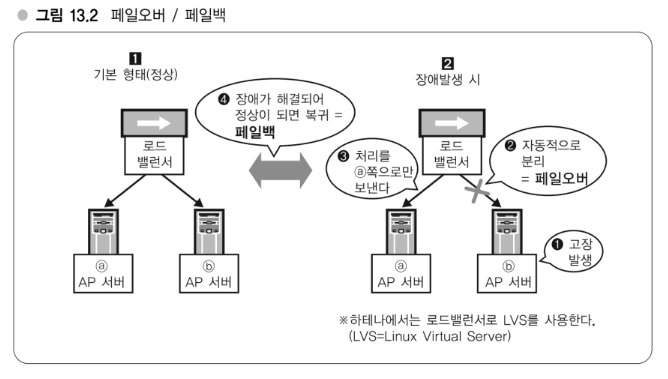 그림 13.2 페일오버 / 페일백
1
기본 형태(정상)
로드
밸런서
ⓐ
AP 서버
ⓑ
AP 서버
❹ 장애가 해결되어
정상이 되면 복귀 =
페일백
2
장애발생 시
로드
밸런서
❸ 처리를
ⓐ쪽으로만
보낸다
❷ 자동적으로
분리
= 페일오버
❶ 고장
발생
ⓐ
AP 서버
ⓑ
AP 서버
※하테나에서는 로드밸런서로 LVS를 사용한다.
(LVS=Linux Virtual Server)